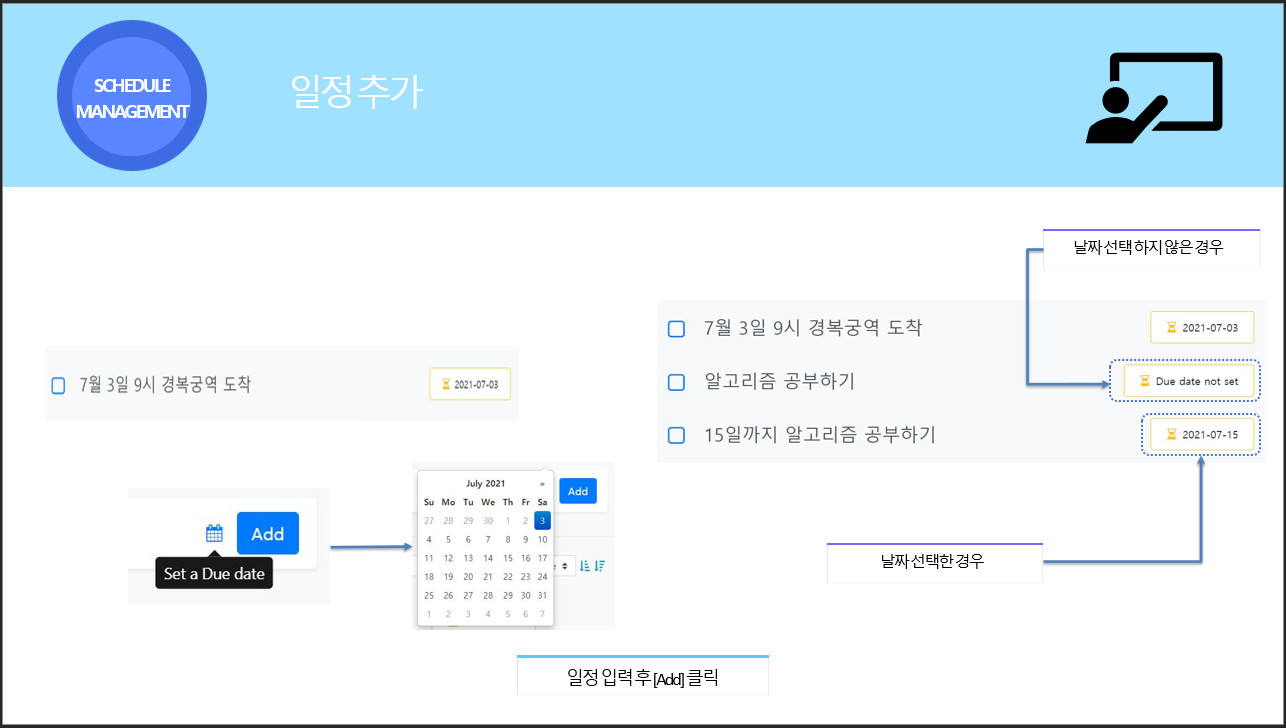 SCHEDULE
MANAGEMENT
일정 추가
날짜 선택 하지 않은 경우
7월 3일 9시 경복궁역 도착
2021-07-03
알고리즘 공부하기
Due date not set
15일까지 알고리즘 공부하기
2021-07-15
날짜 선택한 경우
7월 3일 9시 경복궁역 도착
2021-07-03
Add
Set a Due date
July 2021 »
Su Mo Tu We Th Fr Sa
27 28 29 30 1 2 3
4 5 6 7 8 9 10
11 12 13 14 15 16 17
18 19 20 21 22 23 24
25 26 27 28 29 30 31
1 2 3 4 5 6 7
Add
일정 입력 후 [Add] 클릭